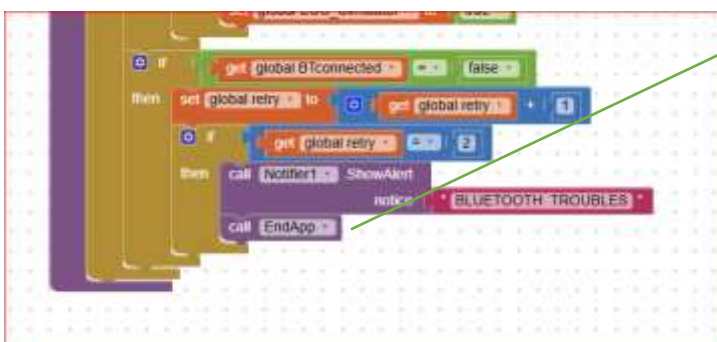 if get global BTconnected = false
then set global retry to get global retry + 1
if get global retry = 2
then call Notifier1 .ShowAlert
notice " BLUETOOTH TROUBLES "
call EndApp